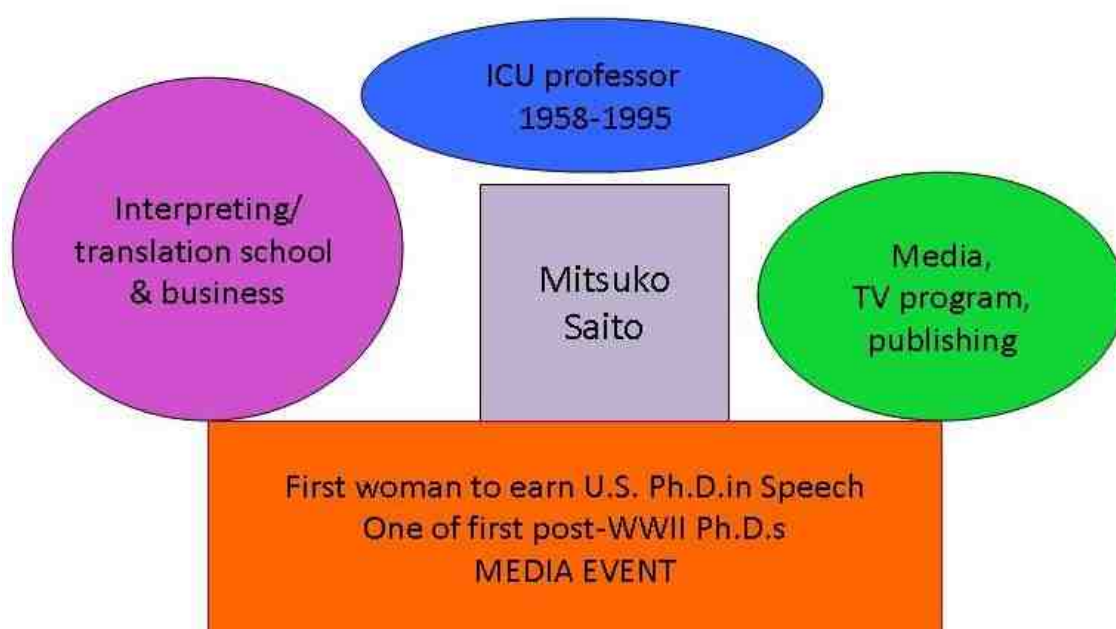 ICU professor
1958-1995
Interpreting/
translation school
& business
Mitsuko
Saito
Media,
TV program,
publishing
First woman to earn U.S. Ph.D.in Speech
One of first post-WWII Ph.D.s
MEDIA EVENT